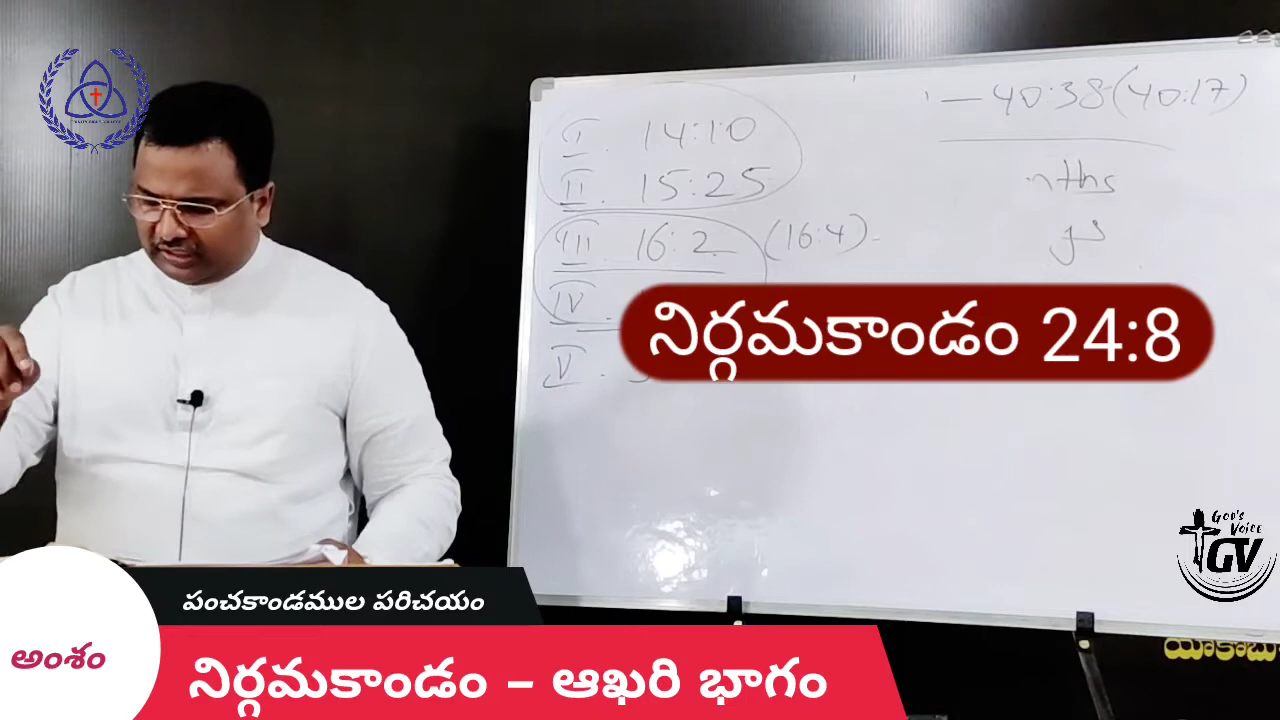 — 40:38 (40:17)
I. 14:10
II. 15:25
nths
III. 16:2 (16:4)
IV.
V.
నిర్గమకాండం 24:8
GOD'S
VOICE
GV
పంచకాండముల పరిచయం
అంశం
నిర్గమకాండం – ఆఖరి భాగం